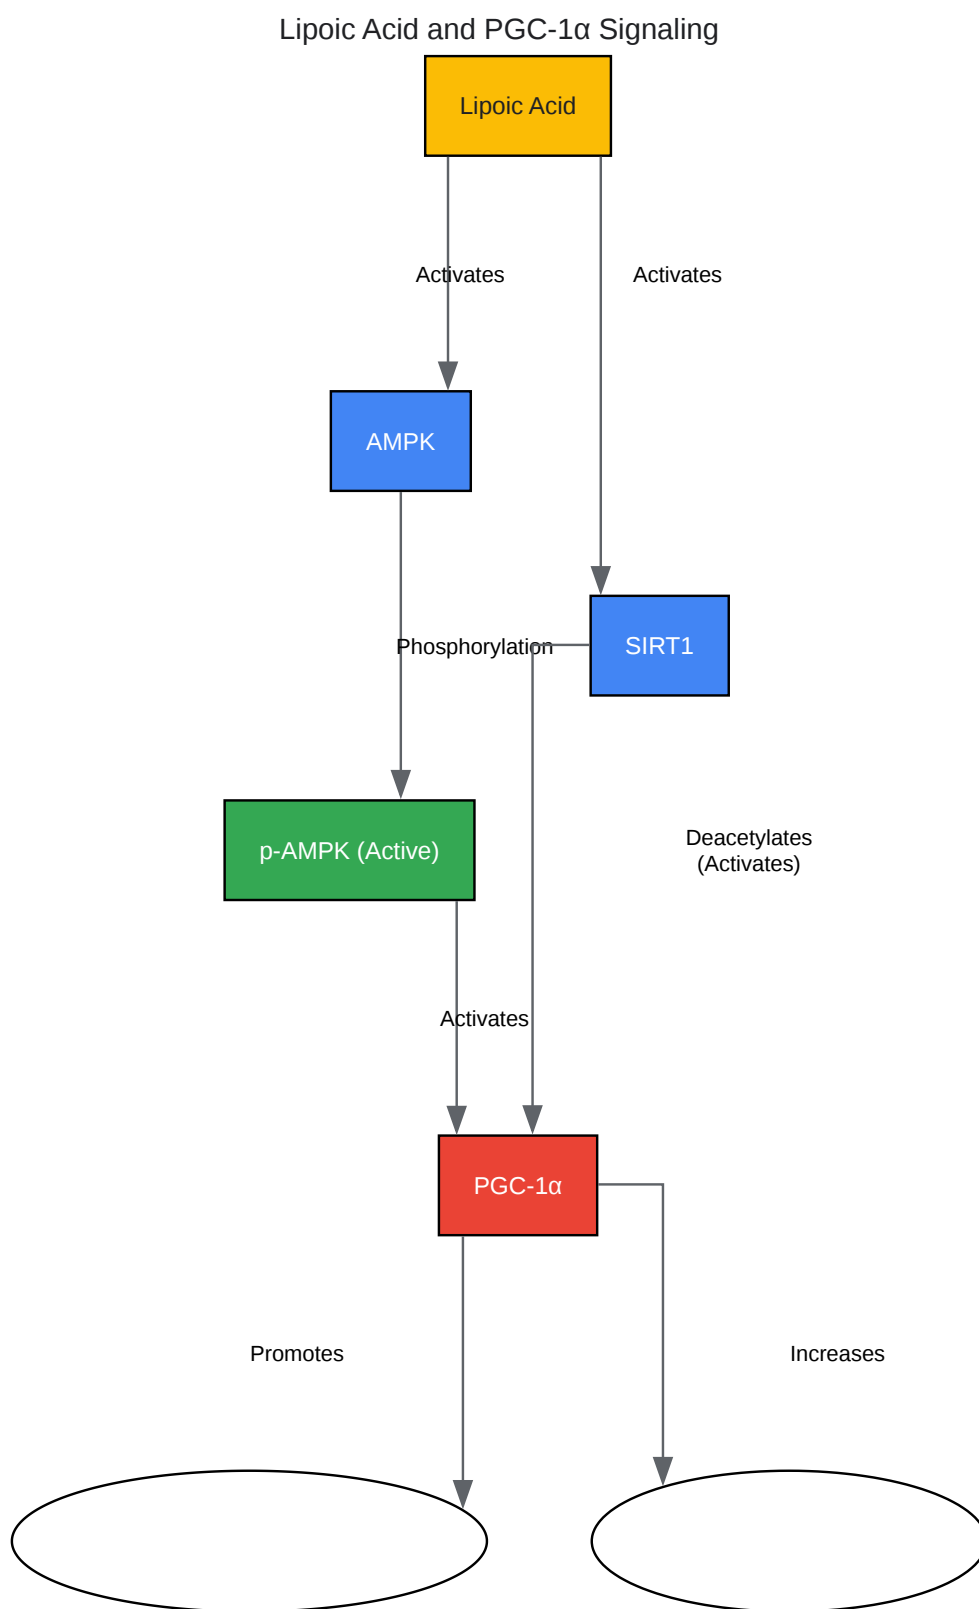 Lipoic Acid and PGC-1α Signaling
Lipoic Acid
Activates
Activates
AMPK
Phosphorylation
SIRT1
p-AMPK (Active)
Deacetylates
(Activates)
Activates
PGC-1α
Promotes
Increases